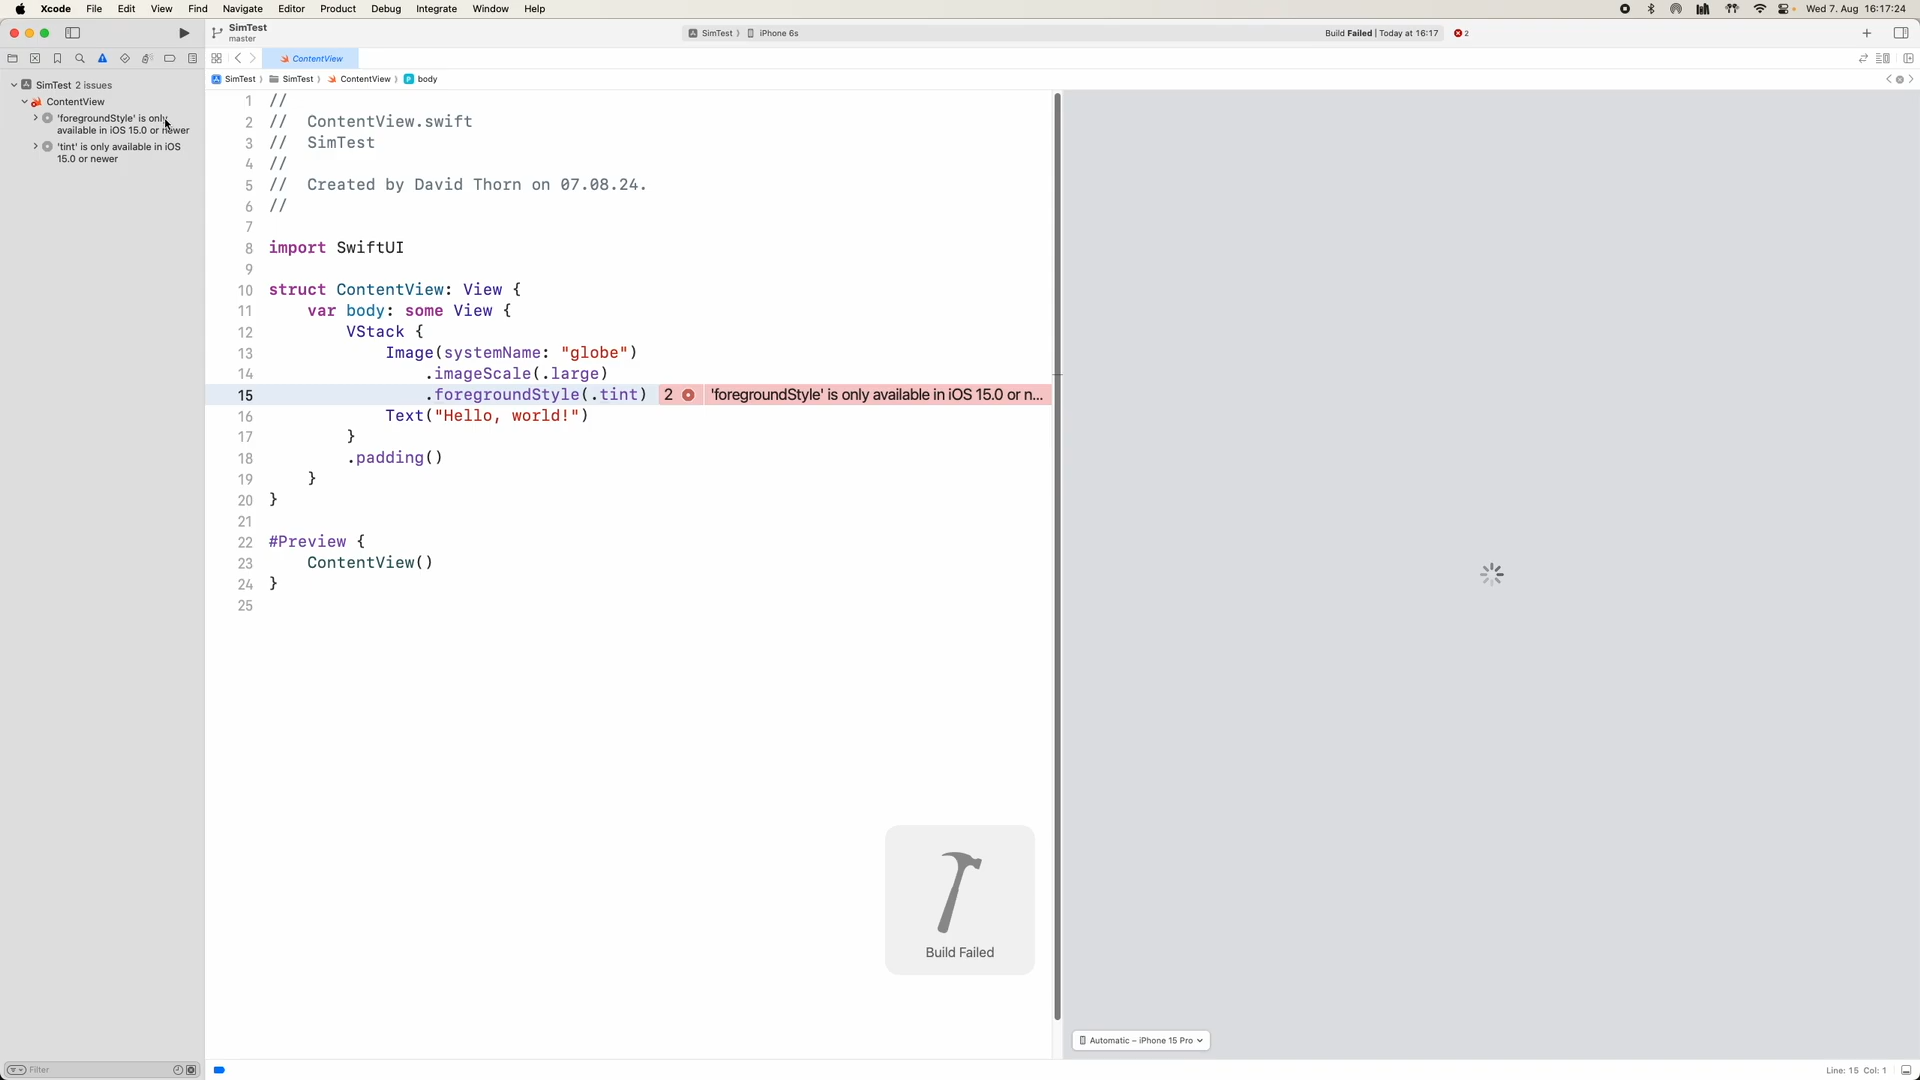 Xcode File Edit View Find Navigate Editor Product Debug Integrate Window Help
Wed 7. Aug 16:17:24
SimTest
master
SimTest
iPhone 6s
Build Failed | Today at 16:17
2
ContentView
SimTest
SimTest
ContentView
P
body
SimTest 2 issues
ContentView
'foregroundStyle' is only
available in iOS 15.0 or newer
'tint' is only available in iOS
15.0 or newer
1 //
2 //  ContentView.swift
3 //  SimTest
4 //
5 //  Created by David Thorn on 07.08.24.
6 //
7
8 import SwiftUI
9
10 struct ContentView: View {
11     var body: some View {
12         VStack {
13             Image(systemName: "globe")
14                 .imageScale(.large)
15                 .foregroundStyle(.tint) 2 'foregroundStyle' is only available in iOS 15.0 or n...
16             Text("Hello, world!")
17         }
18         .padding()
19     }
20 }
21
22 #Preview {
23     ContentView()
24 }
25
Build Failed
Automatic – iPhone 15 Pro
Filter
Line: 15 Col: 1